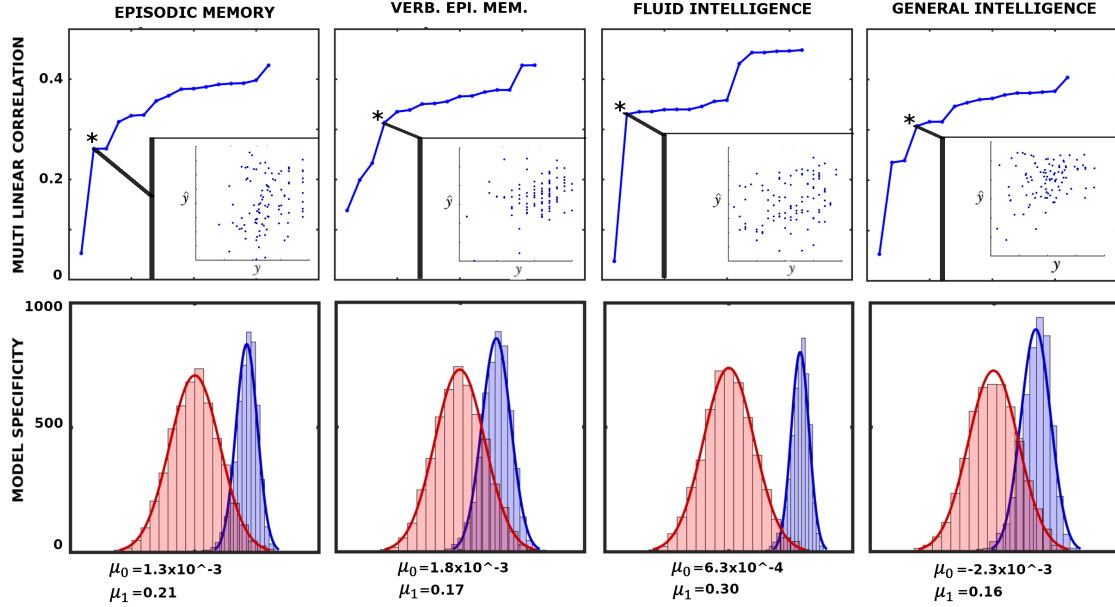 EPISODIC MEMORY
VERB. EPI. MEM.
FLUID INTELLIGENCE
GENERAL INTELLIGENCE
MULTI LINEAR CORRELATION
0.4
0.2
0
*
ŷ
y
*
ŷ
y
*
ŷ
y
*
ŷ
y
MODEL SPECIFICITY
1000
500
0
μ0=1.3x10^-3
μ1=0.21
μ0=1.8x10^-3
μ1=0.17
μ0=6.3x10^-4
μ1=0.30
μ0=-2.3x10^-3
μ1=0.16